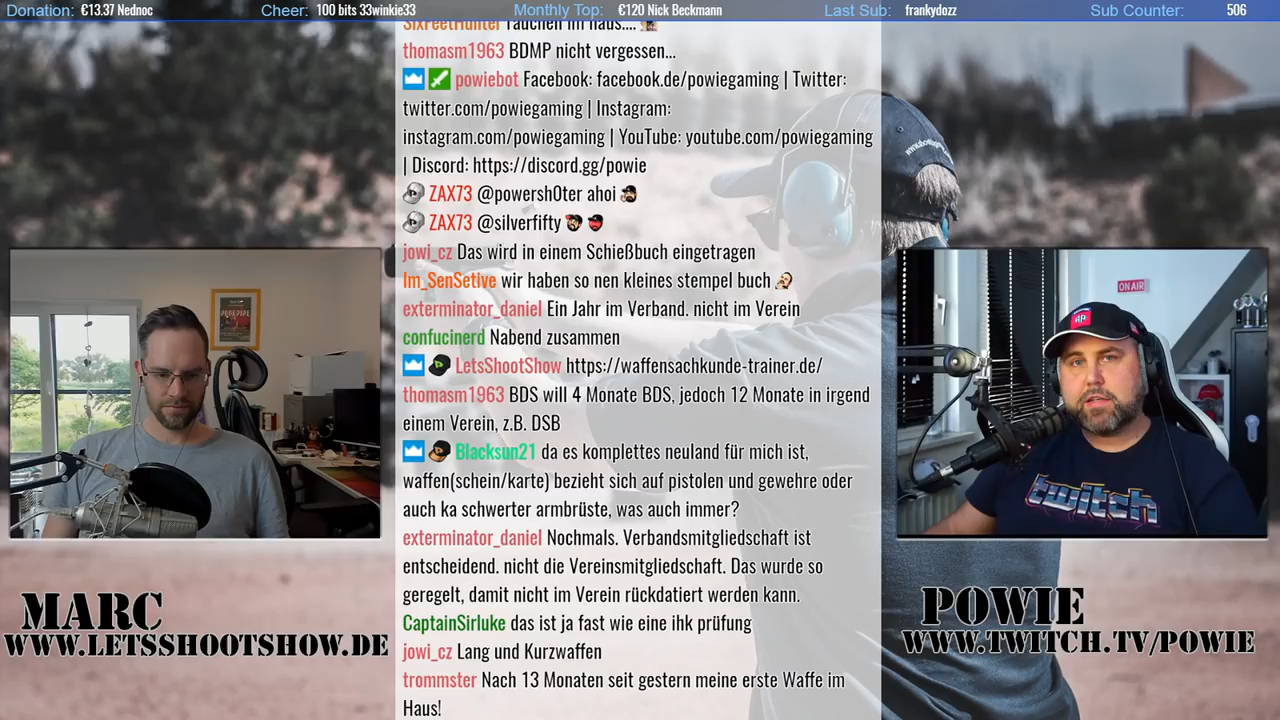 Donation: €13.37 Nednoc Cheer: 100 bits 33winkie33 Monthly Top: €120 Nick Beckmann Last Sub: frankydozz Sub Counter: 506
SixFeetHunter rauchen im haus....
thomasm1963 BDMP nicht vergessen...
powiebot Facebook: facebook.de/powiegaming | Twitter:
twitter.com/powiegaming | Instagram:
instagram.com/powiegaming | YouTube: youtube.com/powiegaming
| Discord: https://discord.gg/powie
ZAX73 @powersh0ter ahoi
ZAX73 @silverfifty
jowi_cz Das wird in einem Schießbuch eingetragen
Im_SenSetive wir haben so nen kleines stempel buch
exterminator_daniel Ein Jahr im Verband. nicht im Verein
confucinerd Nabend zusammen
LetsShootShow https://waffensachkunde-trainer.de/
thomasm1963 BDS will 4 Monate BDS, jedoch 12 Monate in irgend
einem Verein, z.B. DSB
Blacksun21 da es komplettes neuland für mich ist,
waffen(schein/karte) bezieht sich auf pistolen und gewehre oder
auch ka schwerter armbrüste, was auch immer?
exterminator_daniel Nochmals. Verbandsmitgliedschaft ist
entscheidend. nicht die Vereinsmitgliedschaft. Das wurde so
geregelt, damit nicht im Verein rückdatiert werden kann.
CaptainSirluke das ist ja fast wie eine ihk prüfung
jowi_cz Lang und Kurzwaffen
trommster Nach 13 Monaten seit gestern meine erste Waffe im
Haus!
MARC
WWW.LETSSHOOTSHOW.DE
ON AIR
twitch
POWIE
WWW.TWITCH.TV/POWIE